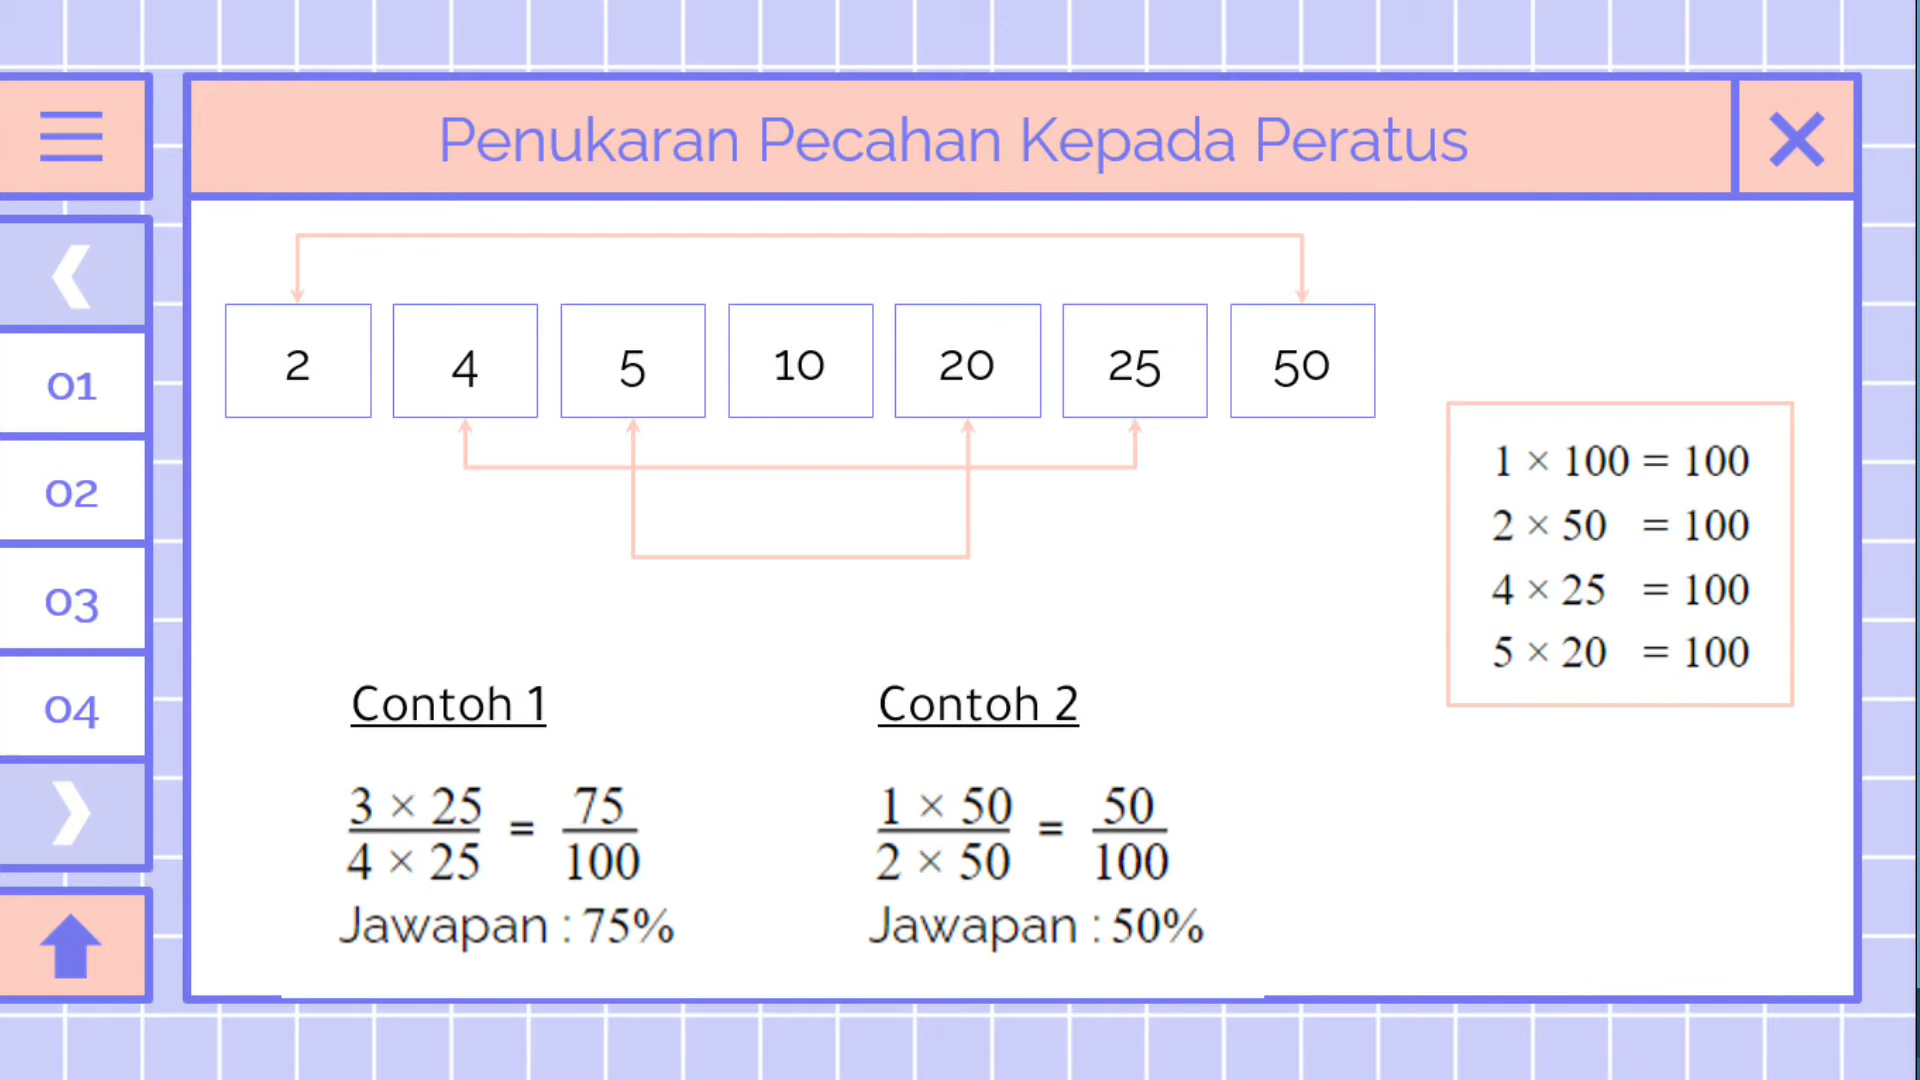 Penukaran Pecahan Kepada Peratus
01
02
03
04
2 4 5 10 20 25 50
1 × 100 = 100
2 × 50 = 100
4 × 25 = 100
5 × 20 = 100
Contoh 1
3 × 25 / 4 × 25 = 75 / 100
Jawapan : 75%
Contoh 2
1 × 50 / 2 × 50 = 50 / 100
Jawapan : 50%